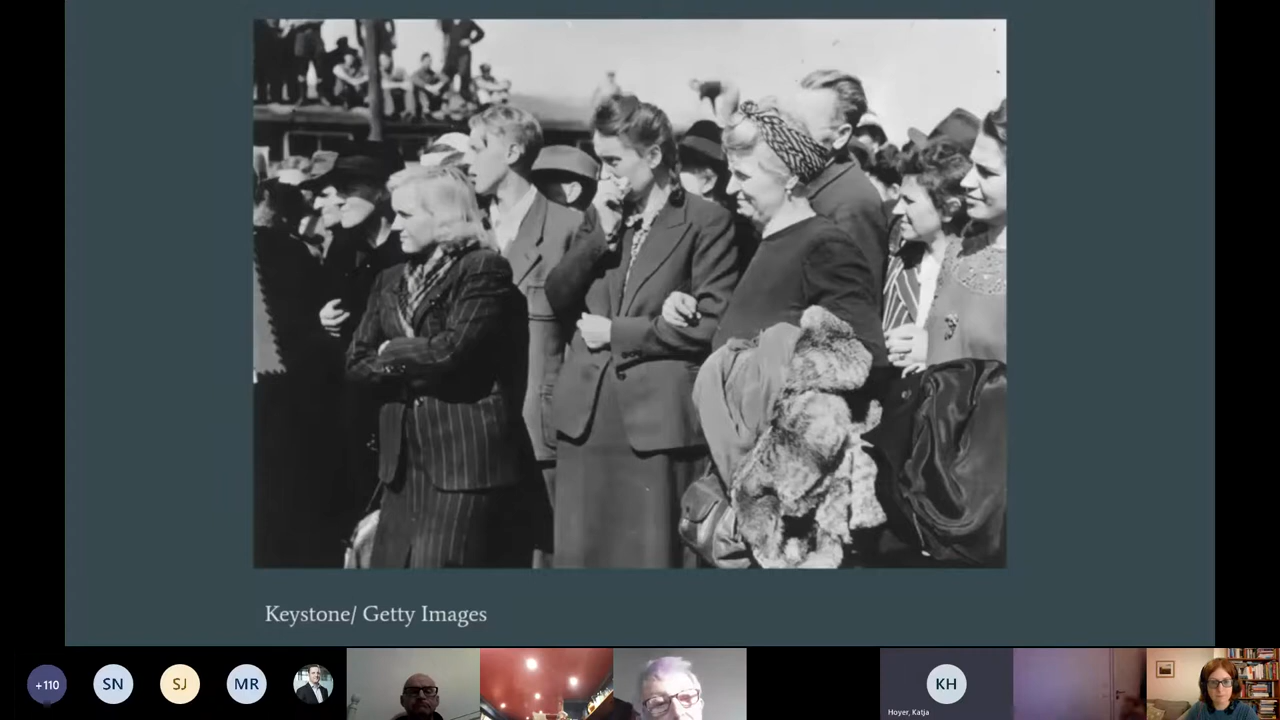 Keystone/ Getty Images
+110
SN
SJ
MR
KH
Hoyer, Katja